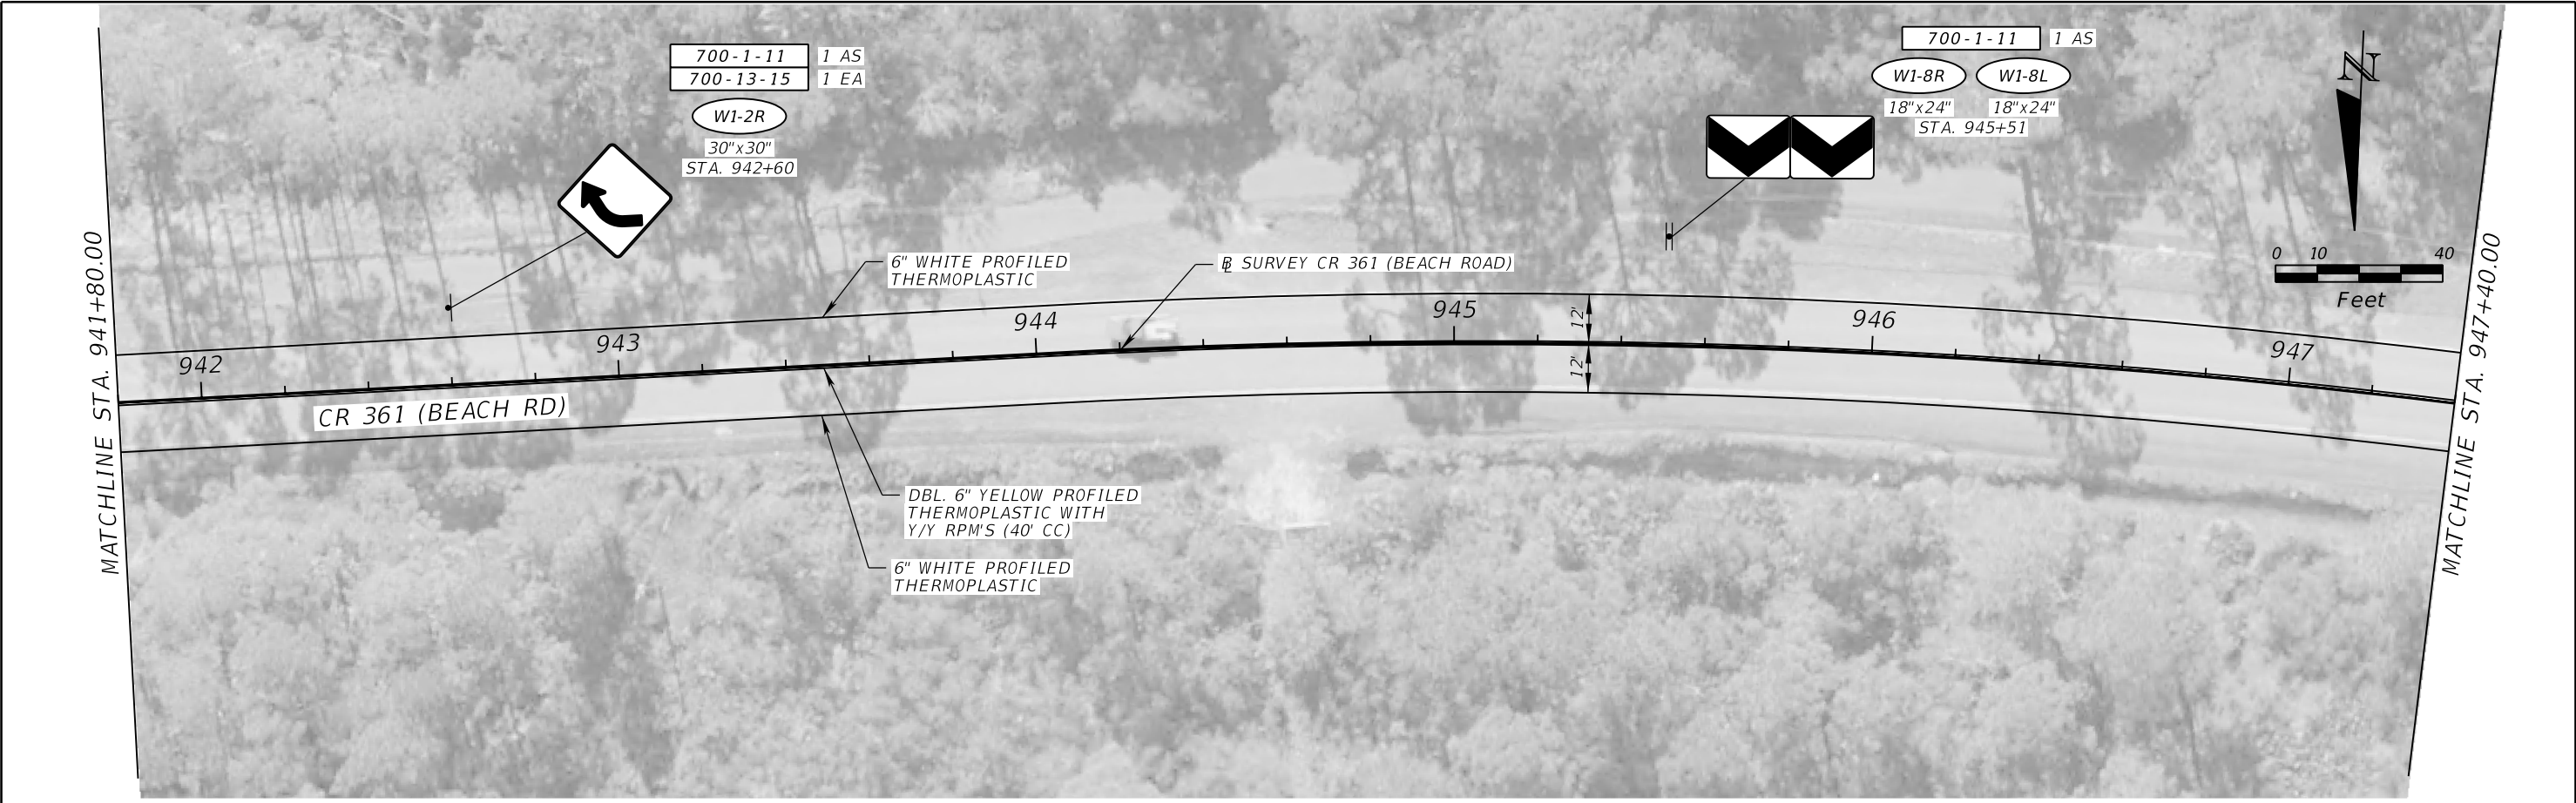 700-1-11 1 AS
700-13-15 1 EA
W1-2R
30"x30"
STA. 942+60
700-1-11 1 AS
W1-8R W1-8L
18"x24" 18"x24"
STA. 945+51
N
0 10 40
Feet
MATCHLINE STA. 941+80.00
6" WHITE PROFILED
THERMOPLASTIC
BL SURVEY CR 361 (BEACH ROAD)
942 943 944 945 946 947
12'
12'
CR 361 (BEACH RD)
DBL. 6" YELLOW PROFILED
THERMOPLASTIC WITH
Y/Y RPM'S (40' CC)
6" WHITE PROFILED
THERMOPLASTIC
MATCHLINE STA. 947+40.00